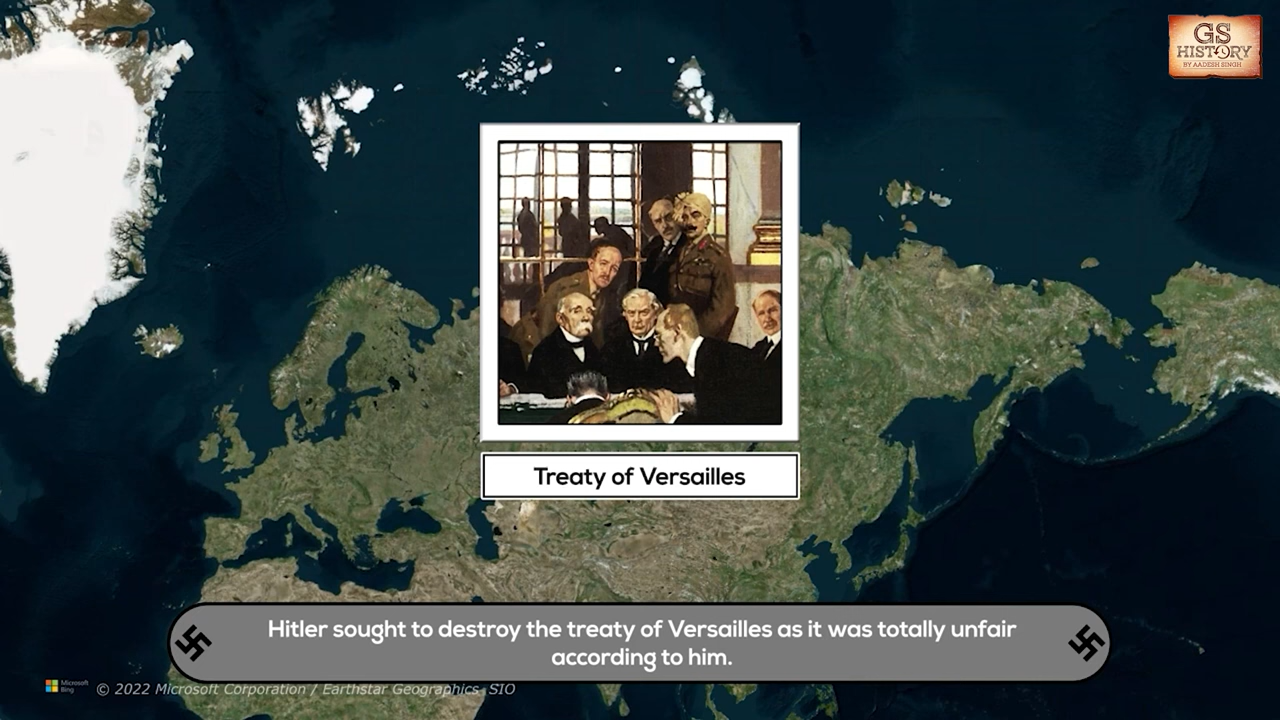 GS
HISTORY
BY AADESH SINGH
Treaty of Versailles
Hitler sought to destroy the treaty of Versailles as it was totally unfair
according to him.
Microsoft
Bing
© 2022 Microsoft Corporation / Earthstar Geographics SIO